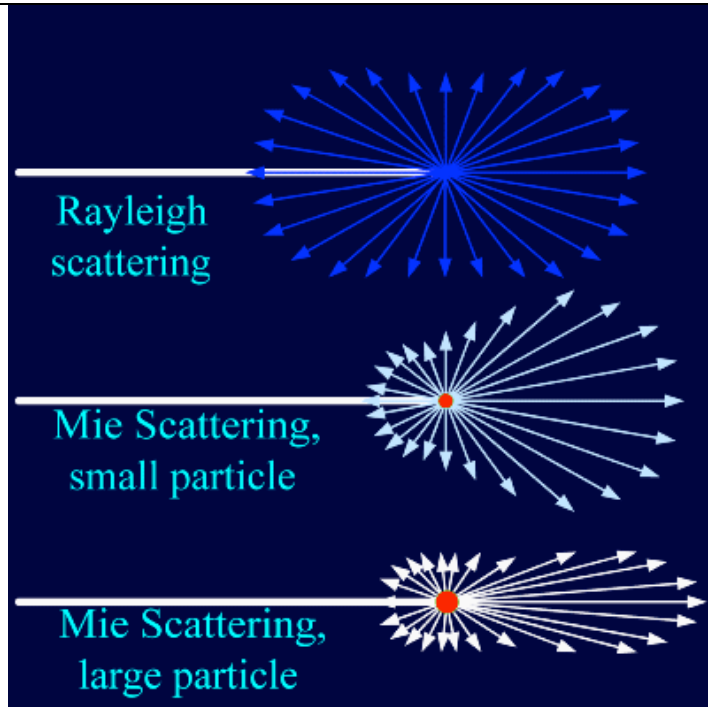 Rayleigh
scattering
Mie Scattering,
small particle
Mie Scattering,
large particle